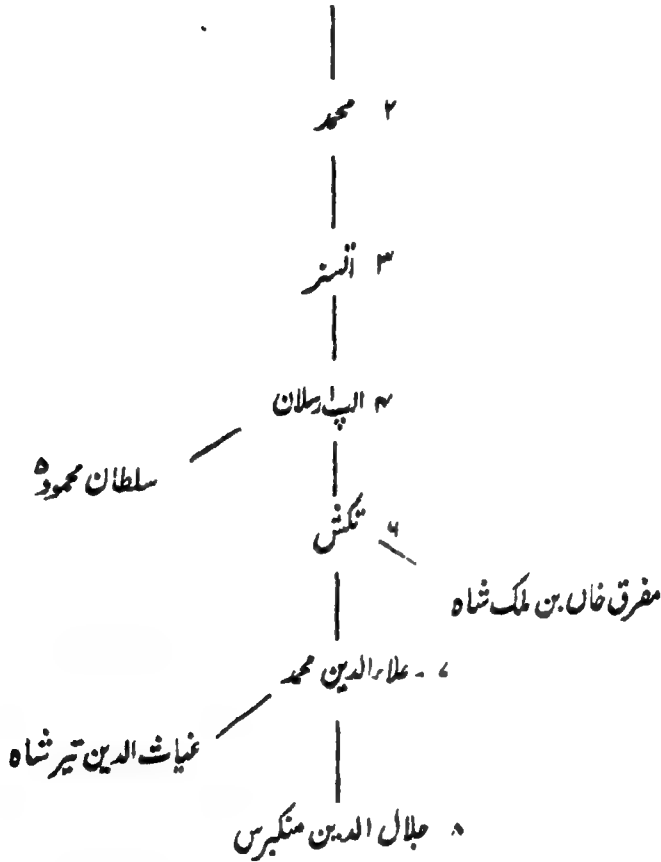 ۲ محمد
۳ اتسز
۴ الپ ارسلان
سلطان محمود ۵
۶ تکش
مفرق خاں بن ملک شاہ
۷ - علاء الدین محمد
غیاث الدین تیر شاہ
۸ جلال الدین منکبرس